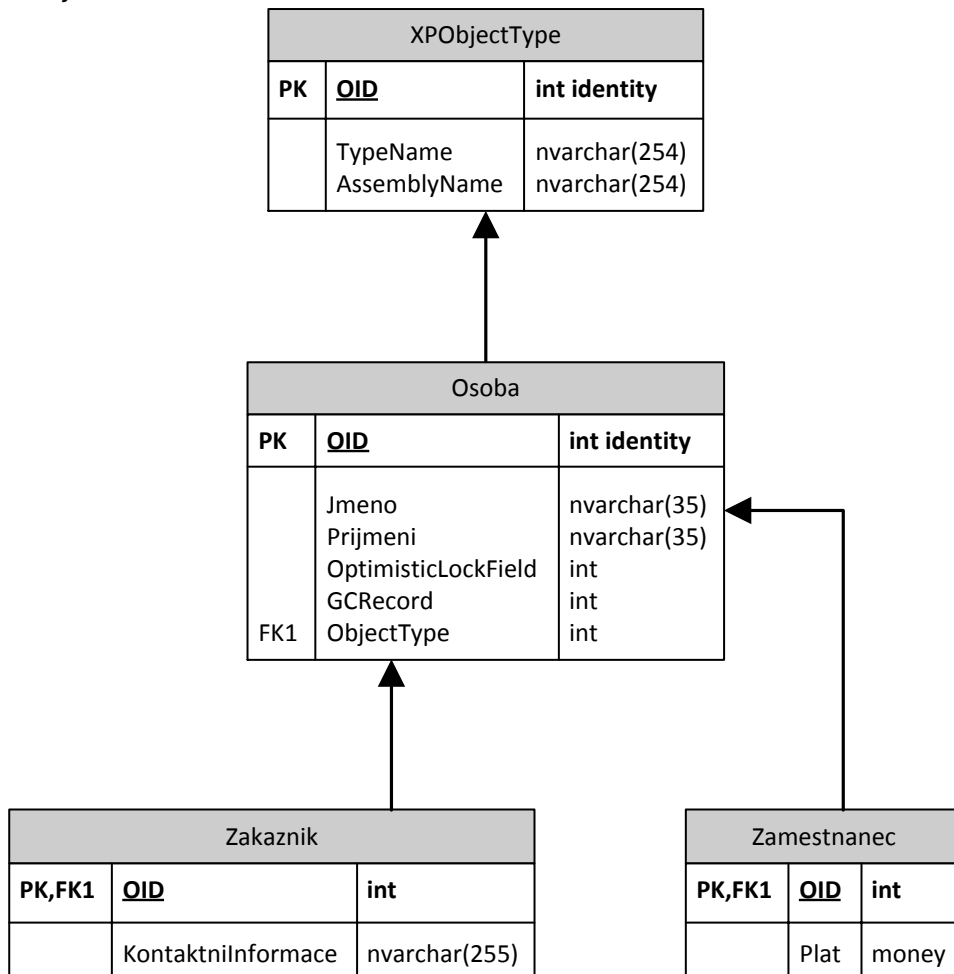 XPObjectType
PK OID int identity
TypeName nvarchar(254)
AssemblyName nvarchar(254)
Osoba
PK OID int identity
Jmeno nvarchar(35)
Prijmeni nvarchar(35)
OptimisticLockField int
GCRecord int
FK1 ObjectType int
Zakaznik
PK,FK1 OID int
KontaktniInformace nvarchar(255)
Zamestnanec
PK,FK1 OID int
Plat money